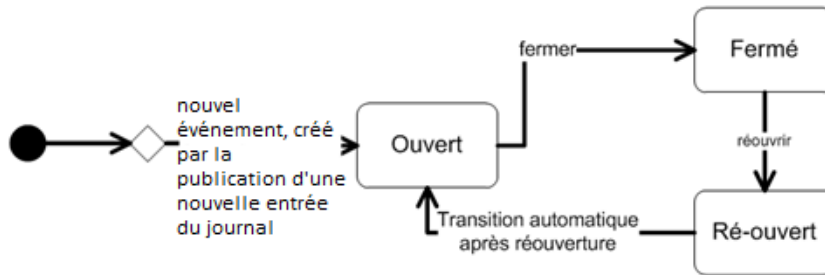 nouvel
événement, créé
par la
publication d'une
nouvelle entrée
du journal
Ouvert
fermer
Fermé
réouvrir
Ré-ouvert
Transition automatique
après réouverture